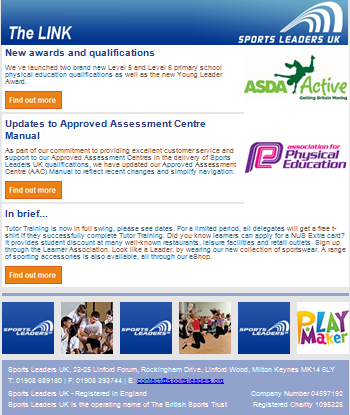 The LINK
SPORTS LEADERS UK
New awards and qualifications
We've launched two brand new Level 5 and Level 6 primary school
physical education qualifications as well as the new Young Leader
Award.
Find out more
ASDA Active
Getting Britain Moving
Updates to Approved Assessment Centre
Manual
As part of our commitment to providing excellent customer service and
support to our Approved Assessment Centres in the delivery of Sports
Leaders UK qualifications, we have updated our Approved Assessment
Centre (AAC) Manual to reflect recent changes and simplify navigation.
Find out more
association for
Physical
Education
In brief...
Tutor Training is now in full swing, please see dates. For a limited period, all delegates will get a free t-
shirt if they successfully complete Tutor Training. Did you know learners can apply for a NUS Extra card?
It provides student discount at many well-known restaurants, leisure facilities and retail outlets. Sign up
through the Learner Association. Look like a Leader, by wearing our new collection of sportswear. A range
of sporting accessories is also available, all through our eShop.
Find out more
SPORTS LEADERS
SPORTS LEADERS
SPORTS LEADERS
PLAY
MAKER
Sports Leaders UK, 23-25 Linford Forum, Rockingham Drive, Linford Wood, Milton Keynes MK14 6LY
T: 01908 689180 | F: 01908 393744 | E: contact@sportsleaders.org
Sports Leaders UK - Registered in England
Company Number 04597192
Sports Leaders UK is the operating name of The British Sports Trust
Registered Charity 1095326